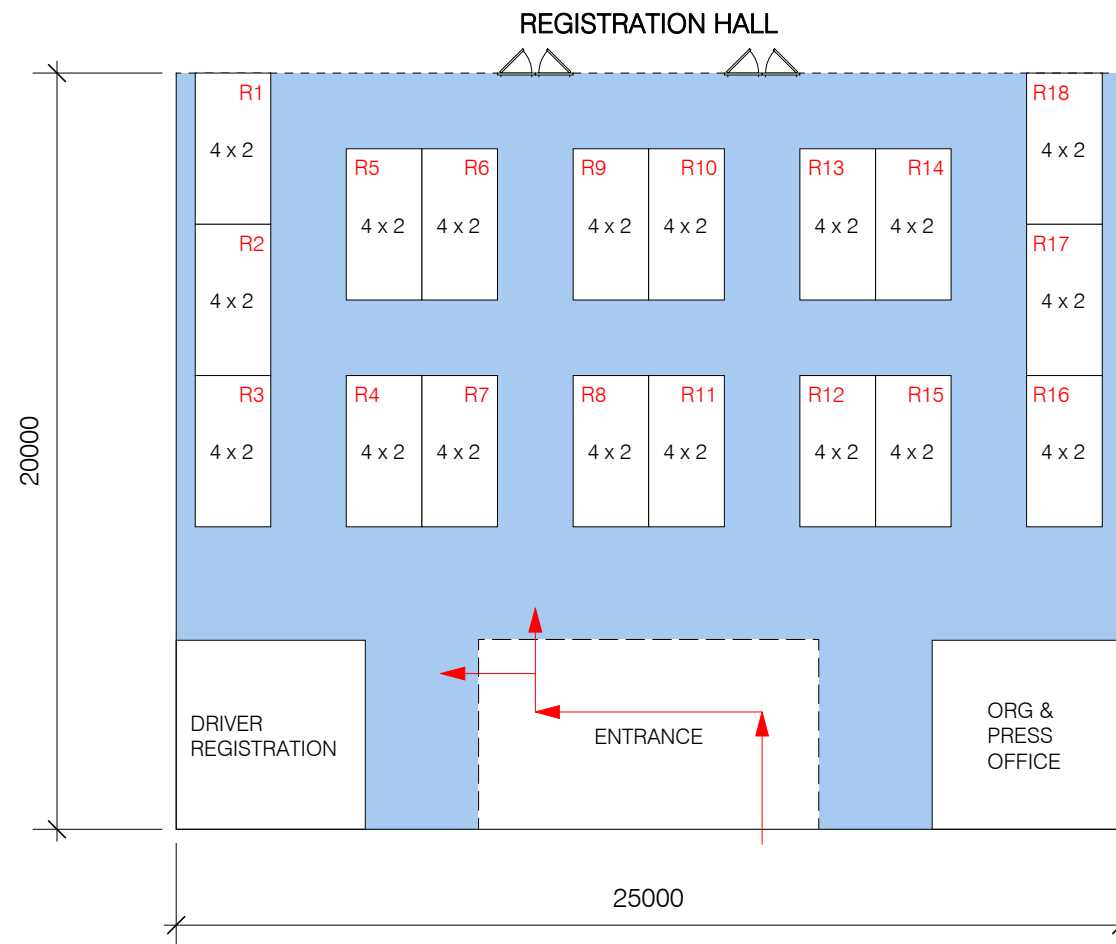 REGISTRATION HALL
R1
R18
4 x 2
4 x 2
R5
R6
R9
R10
R13
R14
4 x 2
4 x 2
4 x 2
4 x 2
4 x 2
4 x 2
R2
R17
4 x 2
4 x 2
R3
R4
R7
R8
R11
R12
R15
R16
4 x 2
4 x 2
4 x 2
4 x 2
4 x 2
4 x 2
4 x 2
4 x 2
20000
DRIVER
REGISTRATION
ENTRANCE
ORG &
PRESS
OFFICE
25000